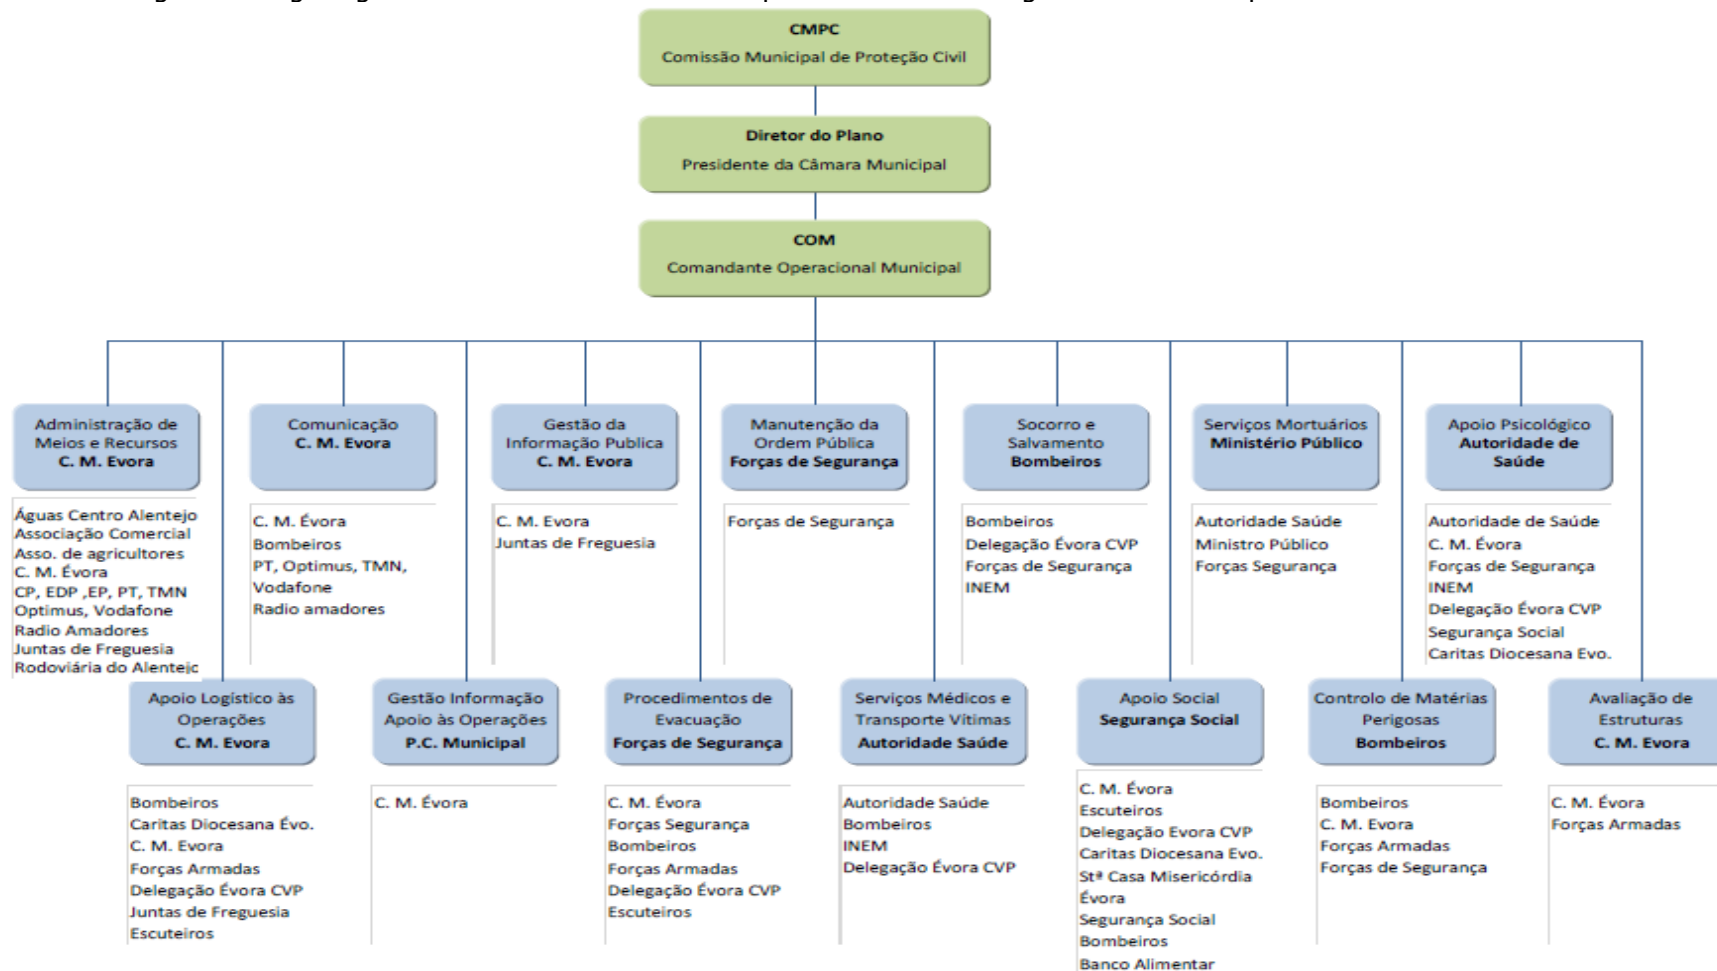 CMPC
Comissão Municipal de Proteção Civil
Diretor do Plano
Presidente da Câmara Municipal
COM
Comandante Operacional Municipal
Administração de
Meios e Recursos
C. M. Evora
Águas Centro Alentejo
Associação Comercial
Asso. de agricultores
C. M. Évora
CP, EDP ,EP, PT, TMN
Optimus, Vodafone
Radio Amadores
Juntas de Freguesia
Rodoviária do Alentejo
Comunicação
C. M. Evora
C. M. Évora
Bombeiros
PT, Optimus, TMN,
Vodafone
Radio amadores
Gestão da
Informação Publica
C. M. Evora
C. M. Evora
Juntas de Freguesia
Manutenção da
Ordem Pública
Forças de Segurança
Forças de Segurança
Socorro e
Salvamento
Bombeiros
Bombeiros
Delegação Évora CVP
Forças de Segurança
INEM
Serviços Mortuários
Ministério Público
Autoridade Saúde
Ministro Público
Forças Segurança
Apoio Psicológico
Autoridade de
Saúde
Autoridade de Saúde
C. M. Évora
Forças de Segurança
INEM
Delegação Évora CVP
Segurança Social
Caritas Diocesana Evo.
Apoio Logístico às
Operações
C. M. Evora
Bombeiros
Caritas Diocesana Évo.
C. M. Evora
Forças Armadas
Delegação Évora CVP
Juntas de Freguesia
Escuteiros
Gestão Informação
Apoio às Operações
P.C. Municipal
C. M. Évora
Procedimentos de
Evacuação
Forças de Segurança
C. M. Évora
Forças Segurança
Bombeiros
Forças Armadas
Delegação Évora CVP
Escuteiros
Serviços Médicos e
Transporte Vítimas
Autoridade Saúde
Autoridade Saúde
Bombeiros
INEM
Delegação Évora CVP
Apoio Social
Segurança Social
C. M. Évora
Escuteiros
Delegação Evora CVP
Caritas Diocesana Evo.
Stª Casa Misericórdia
Évora
Segurança Social
Bombeiros
Banco Alimentar
Controlo de Matérias
Perigosas
Bombeiros
Bombeiros
C. M. Evora
Forças Armadas
Forças de Segurança
Avaliação de
Estruturas
C. M. Evora
C. M. Évora
Forças Armadas